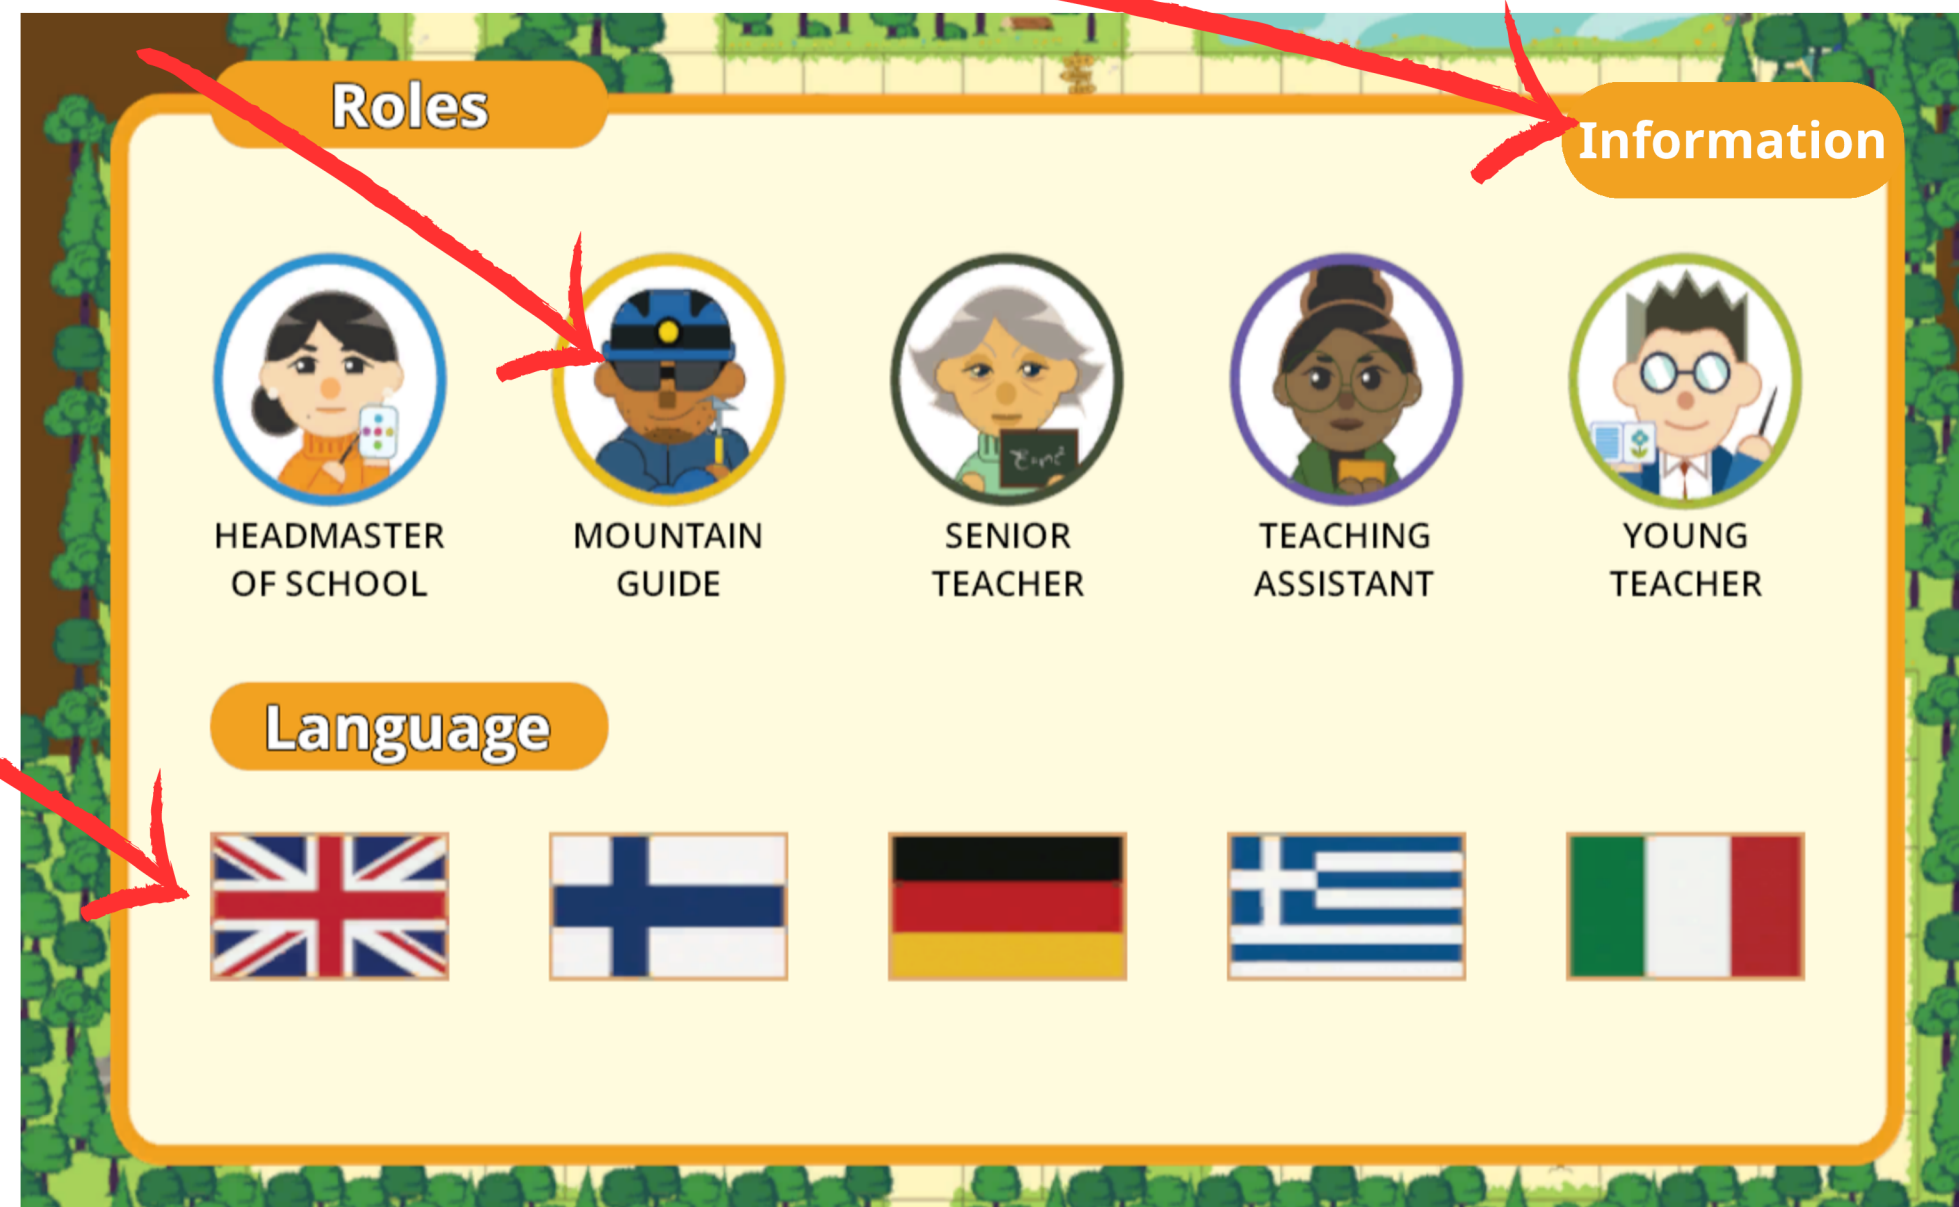 Roles
Information
HEADMASTER
OF SCHOOL
MOUNTAIN
GUIDE
SENIOR
TEACHER
TEACHING
ASSISTANT
YOUNG
TEACHER
Language